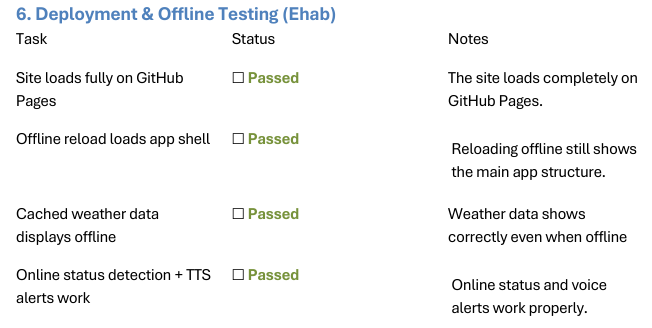 6. Deployment & Offline Testing (Ehab)
Task Status Notes
Site loads fully on GitHub Pages ☐ Passed The site loads completely on GitHub Pages.
Offline reload loads app shell ☐ Passed Reloading offline still shows the main app structure.
Cached weather data displays offline ☐ Passed Weather data shows correctly even when offline
Online status detection + TTS alerts work ☐ Passed Online status and voice alerts work properly.